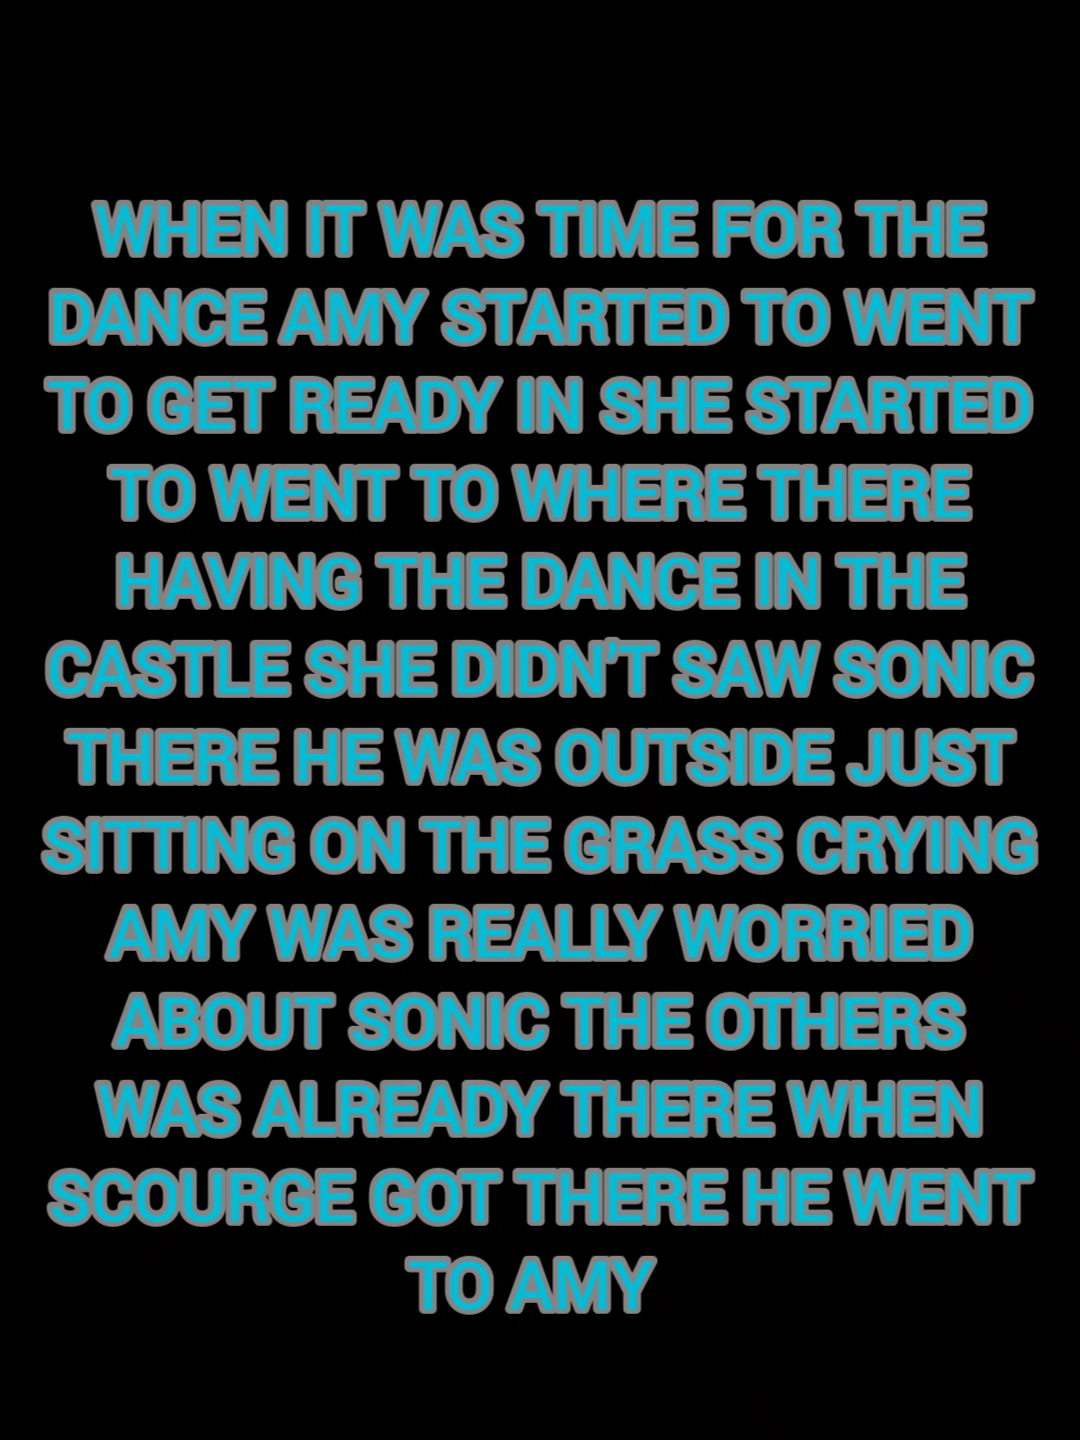 WHEN IT WAS TIME FOR THE
DANCE AMY STARTED TO WENT
TO GET READY IN SHE STARTED
TO WENT TO WHERE THERE
HAVING THE DANCE IN THE
CASTLE SHE DIDN'T SAW SONIC
THERE HE WAS OUTSIDE JUST
SITTING ON THE GRASS CRYING
AMY WAS REALLY WORRIED
ABOUT SONIC THE OTHERS
WAS ALREADY THERE WHEN
SCOURGE GOT THERE HE WENT
TO AMY